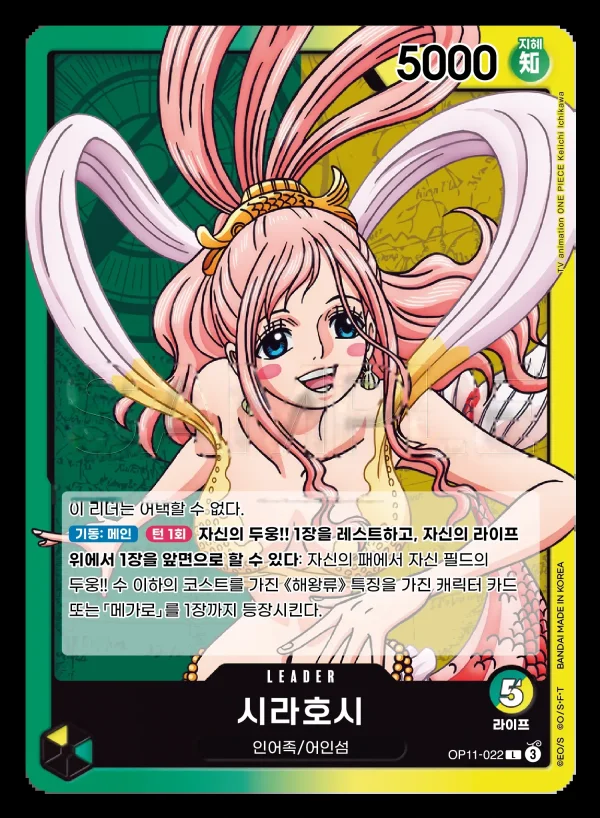 5000
지혜
知
TV animation ONE PIECE Keiichi Ichikawa
SAMPLE
이 리더는 어택할 수 없다.
기동: 메인 턴 1회 자신의 두웅!! 1장을 레스트하고, 자신의 라이프
위에서 1장을 앞면으로 할 수 있다: 자신의 패에서 자신 필드의
두웅!! 수 이하의 코스트를 가진 《해왕류》 특징을 가진 캐릭터 카드
또는 「메가로」를 1장까지 등장시킨다.
LEADER
시라호시
인어족/어인섬
5
라이프
OP11-022 L 3
©EO/S ©O/S·F·T BANDAI MADE IN KOREA